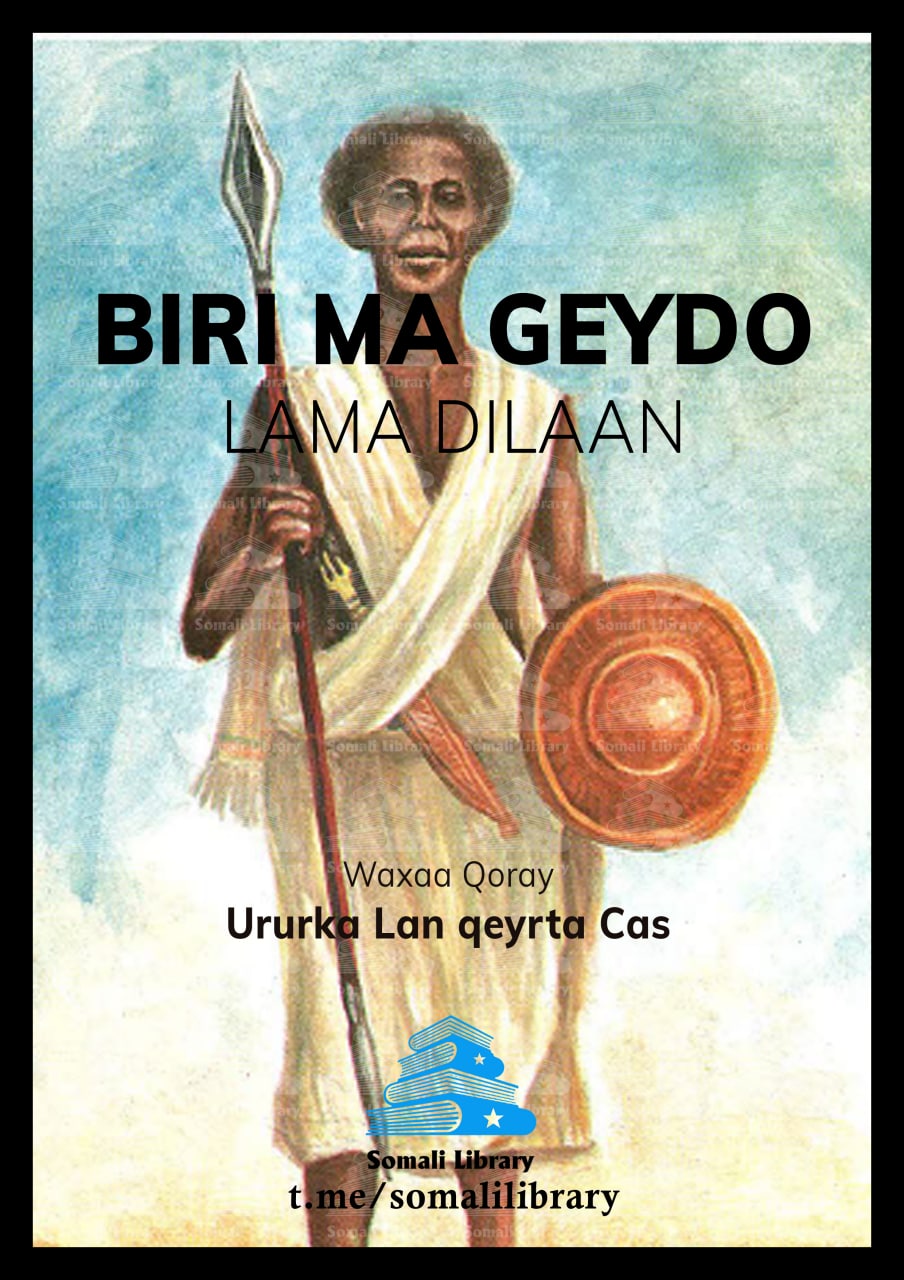 BIRI MA GEYDO
LAMA DILAAN
Waxaa Qoray
Ururka Lan qeyrta Cas
Somali Library
t.me/somalilibrary